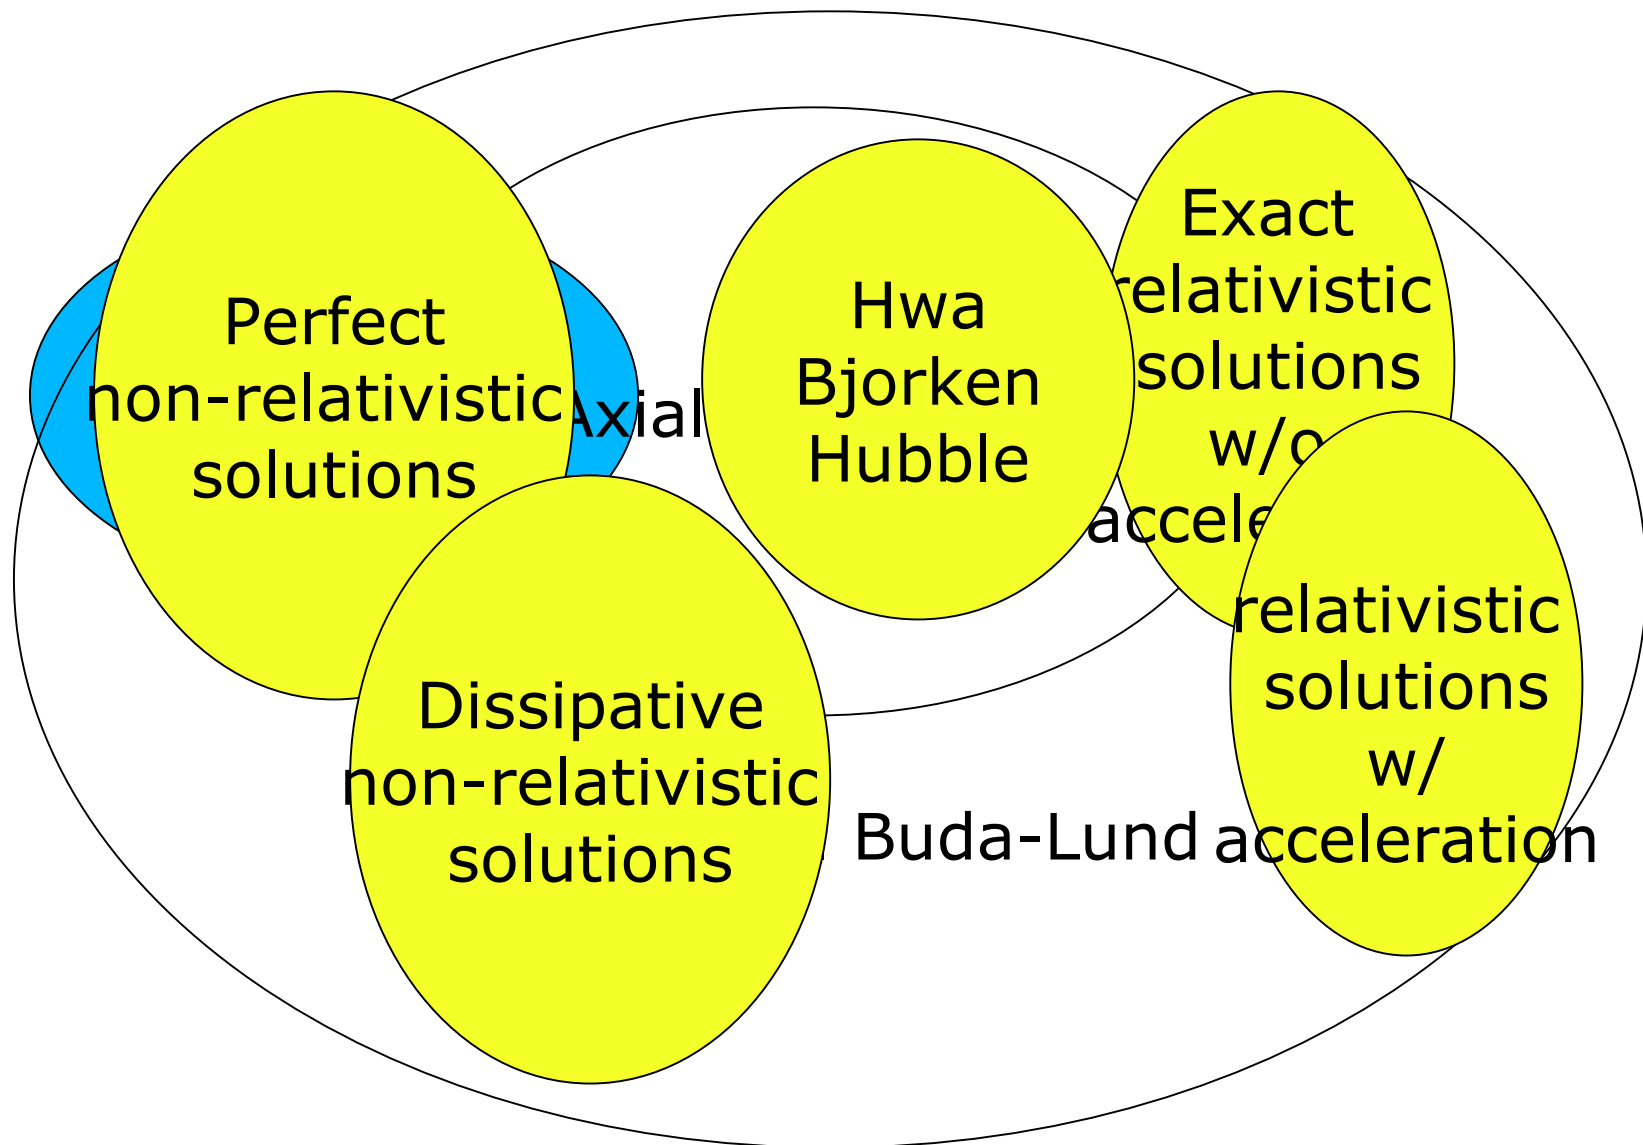 Perfect
non-relativistic
solutions
Axial
Hwa
Bjorken
Hubble
Exact
relativistic
solutions
w/o
Dissipative
non-relativistic
solutions
Buda-Lund
relativistic
solutions
w/
acceleration